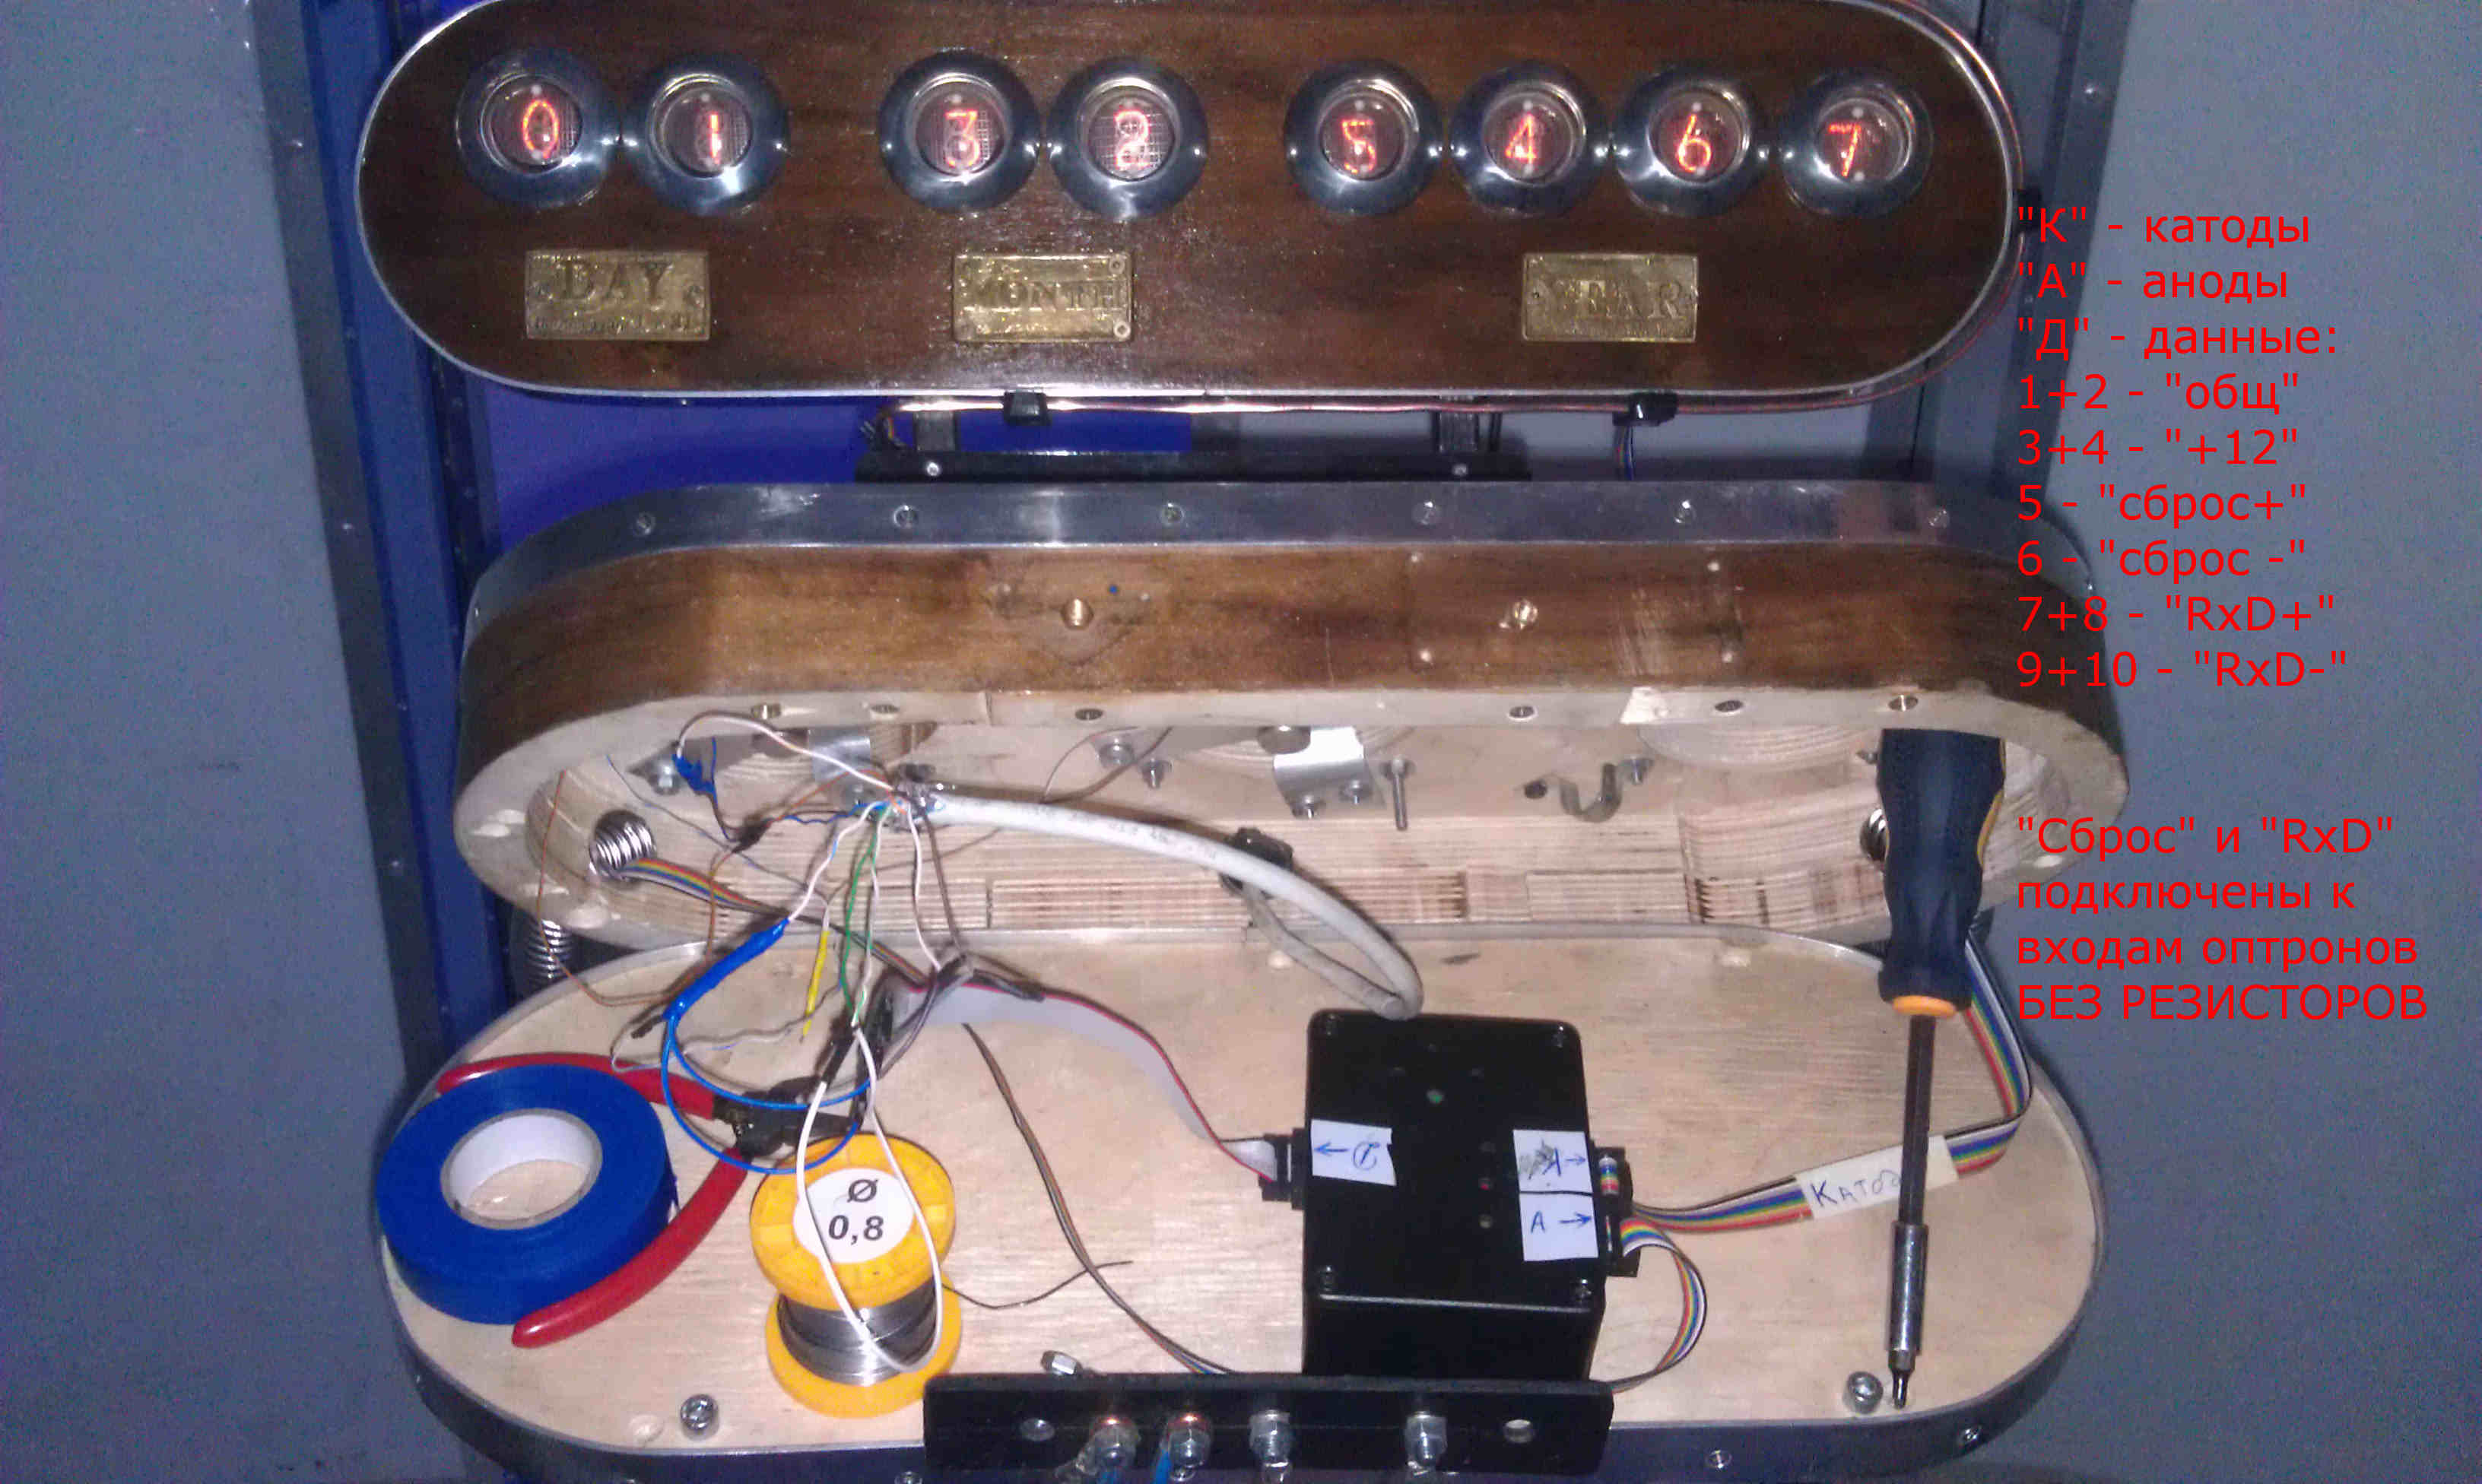 0 1 3 2 5 4 6 7
DAY
MONTH
YEAR
"К" - катоды
"А" - аноды
"Д" - данные:
1+2 - "общ"
3+4 - "+12"
5 - "сброс+"
6 - "сброс -"
7+8 - "RxD+"
9+10 - "RxD-"
"Сброс" и "RxD"
подключены к
входам оптронов
БЕЗ РЕЗИСТОРОВ
← Д
К →
А →
Ø
0,8